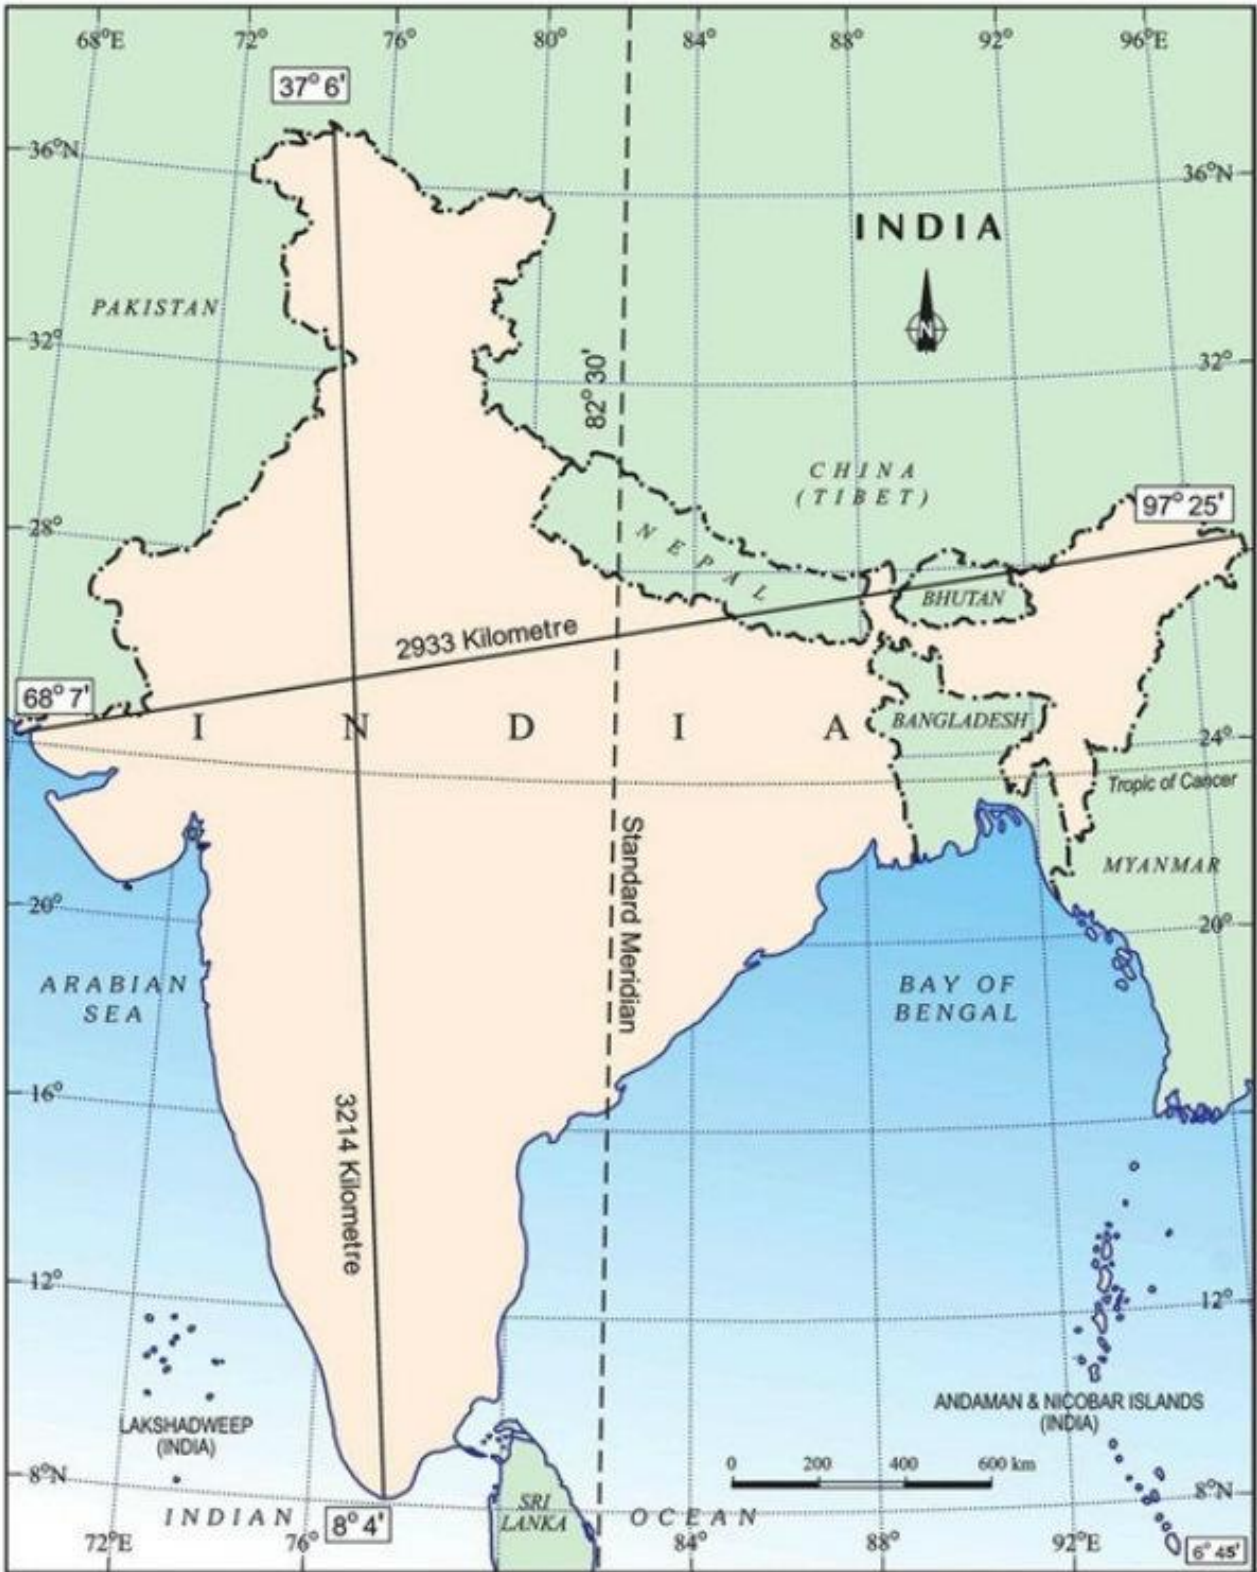 68°E 72° 76° 80° 84° 88° 92° 96°E
37° 6'
36°N
36°N
INDIA
N
PAKISTAN
32°
32°
82° 30'
CHINA
(TIBET)
97° 25'
28°
NEPAL
BHUTAN
2933 Kilometre
68° 7'
I N D I A
BANGLADESH
24°
Tropic of Cancer
Standard Meridian
MYANMAR
20°
20°
ARABIAN
SEA
BAY OF
BENGAL
16°
3214 Kilometre
12°
12°
LAKSHADWEEP
(INDIA)
ANDAMAN & NICOBAR ISLANDS
(INDIA)
0 200 400 600 km
8°N
8°N
SRI
LANKA
INDIAN OCEAN
8° 4'
72°E 76° 84° 88° 92°E
6° 45'